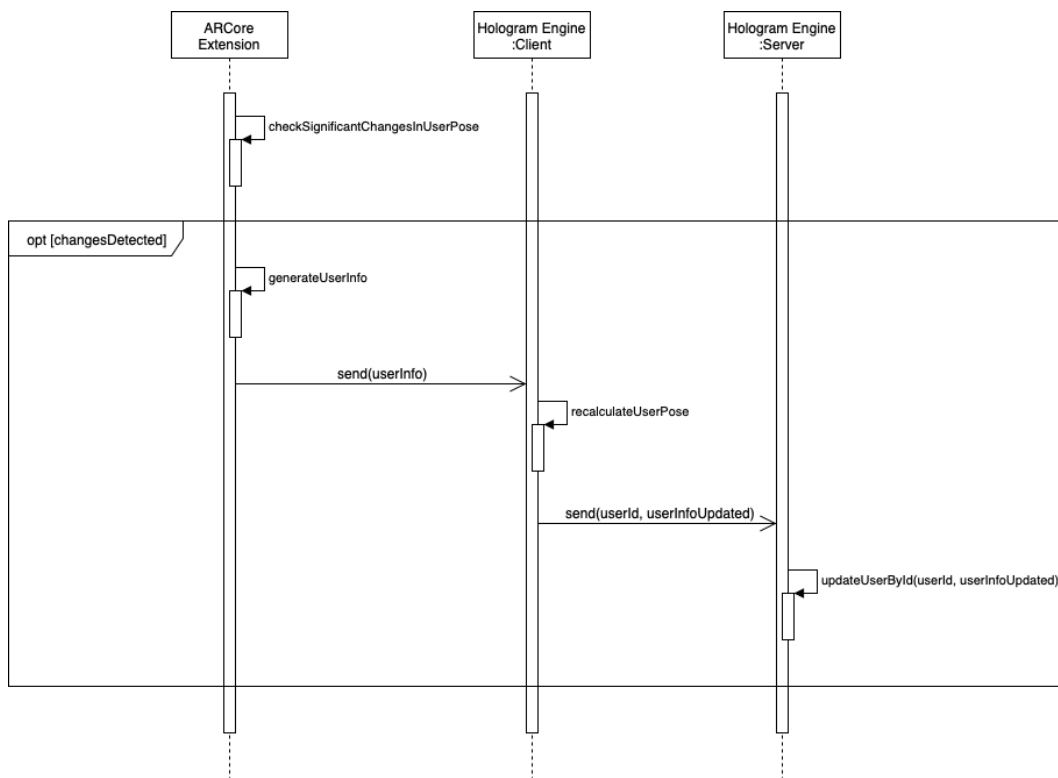 ARCore
Extension
Hologram Engine
:Client
Hologram Engine
:Server
checkSignificantChangesInUserPose
opt [changesDetected]
generateUserInfo
send(userInfo)
recalculateUserPose
send(userId, userInfoUpdated)
updateUserById(userId, userInfoUpdated)